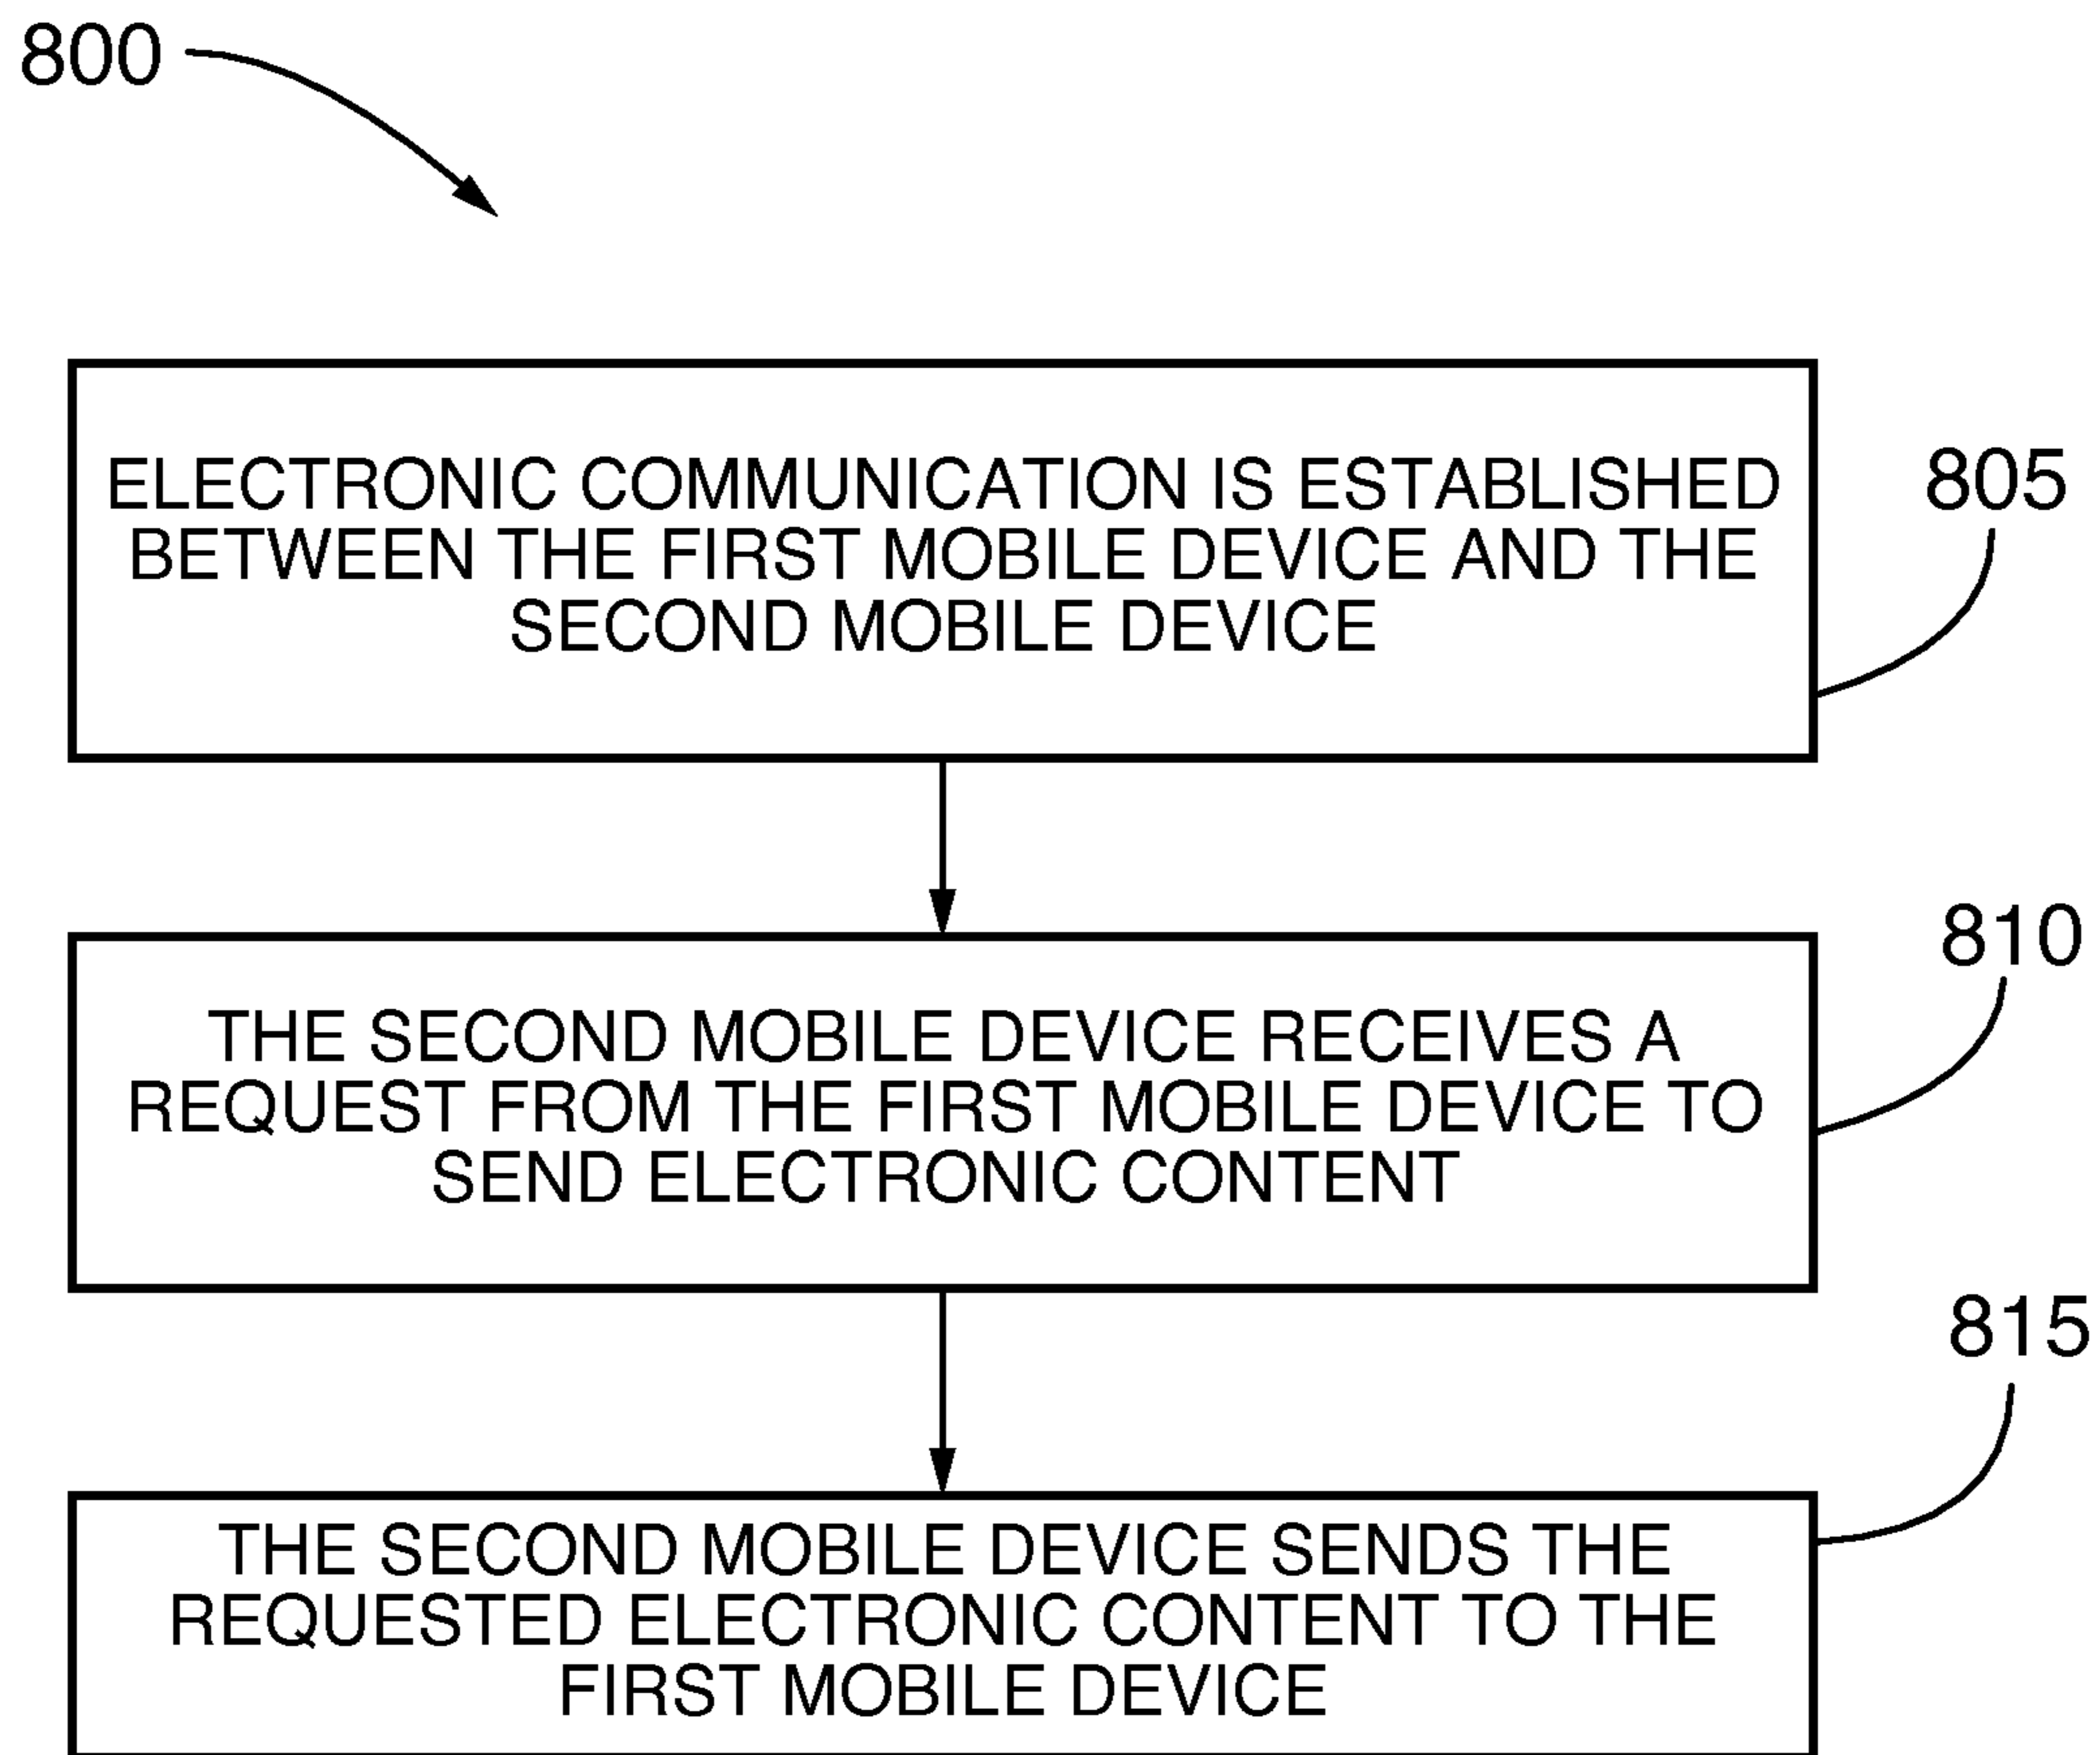 800
ELECTRONIC COMMUNICATION IS ESTABLISHED
BETWEEN THE FIRST MOBILE DEVICE AND THE
SECOND MOBILE DEVICE
805
THE SECOND MOBILE DEVICE RECEIVES A
REQUEST FROM THE FIRST MOBILE DEVICE TO
SEND ELECTRONIC CONTENT
810
THE SECOND MOBILE DEVICE SENDS THE
REQUESTED ELECTRONIC CONTENT TO THE
FIRST MOBILE DEVICE
815